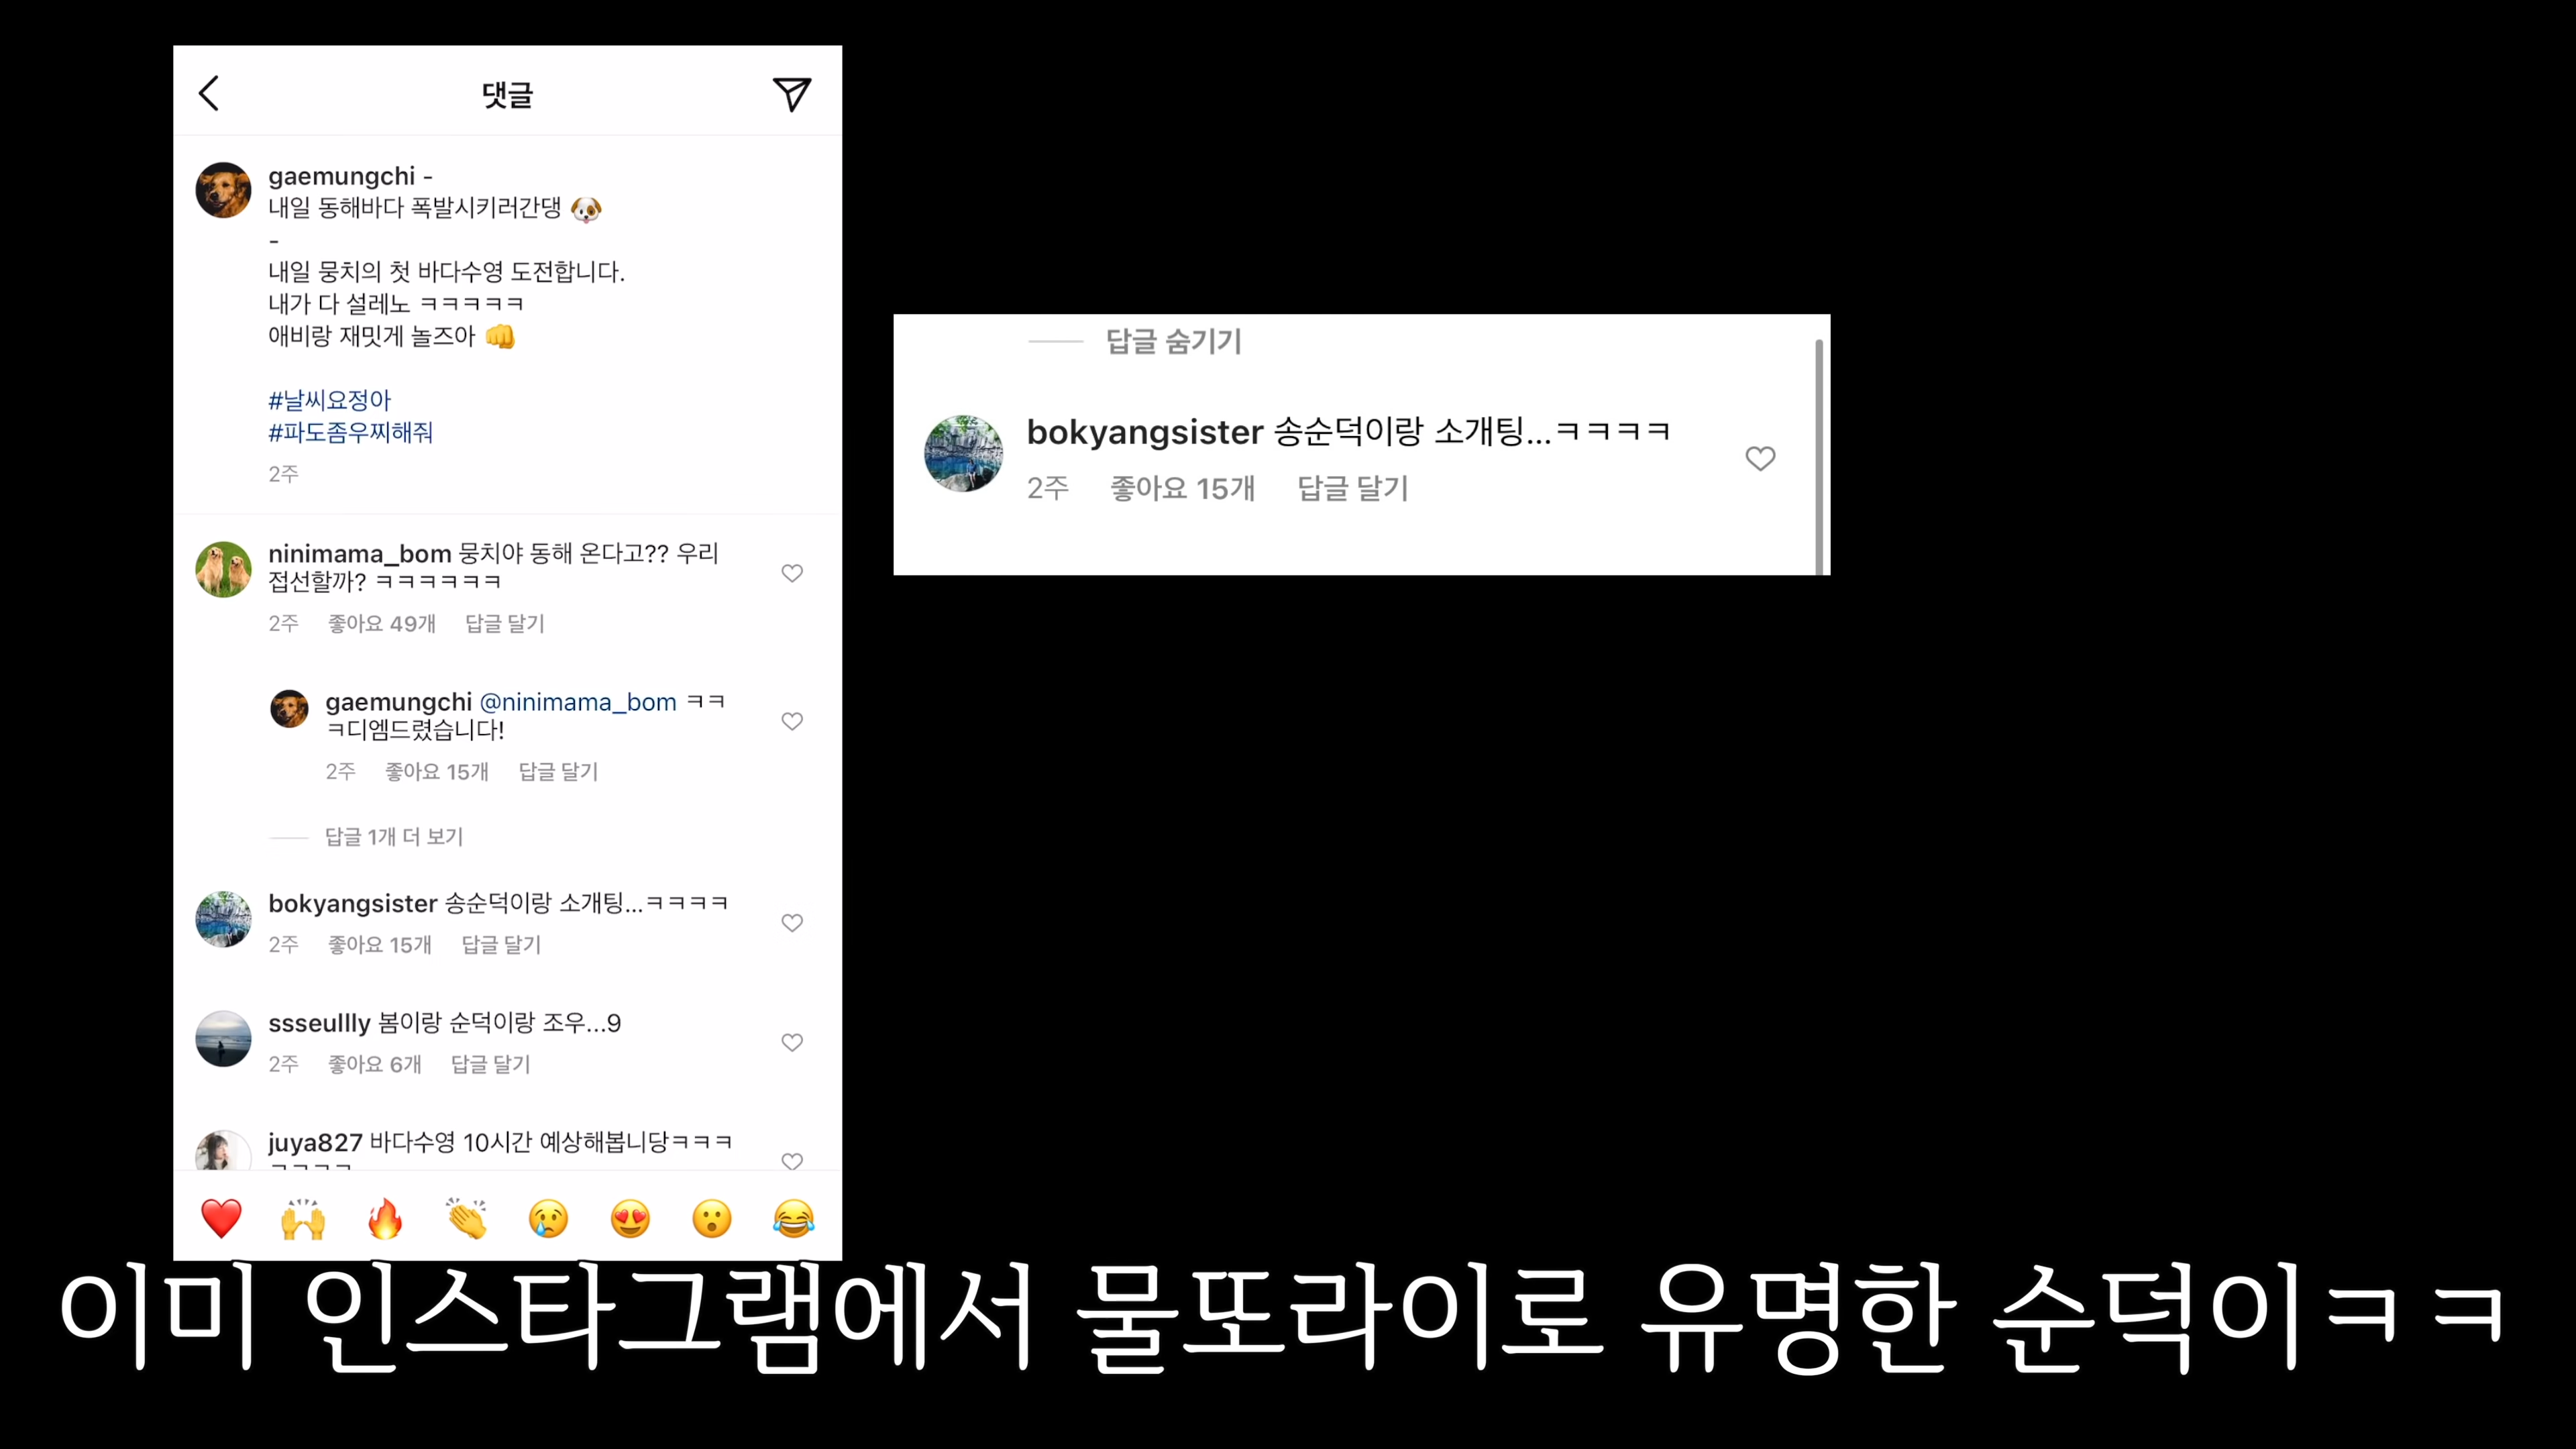 댓글
gaemungchi -
내일 동해바다 폭발시키러간댕 🐶
-
내일 뭉치의 첫 바다수영 도전합니다.
내가 다 설레노 ㅋㅋㅋㅋㅋ
애비랑 재밋게 놀즈아 👊
#날씨요정아
#파도좀우찌해줘
2주
ninimama_bom 뭉치야 동해 온다고?? 우리
접선할까? ㅋㅋㅋㅋㅋㅋ
2주 좋아요 49개 답글 달기
gaemungchi @ninimama_bom ㅋㅋ
ㅋ디엠드렸습니다!
2주 좋아요 15개 답글 달기
답글 1개 더 보기
bokyangsister 송순덕이랑 소개팅...ㅋㅋㅋㅋ
2주 좋아요 15개 답글 달기
ssseullly 봄이랑 순덕이랑 조우...9
2주 좋아요 6개 답글 달기
juya827 바다수영 10시간 예상해봅니당ㅋㅋㅋ
답글 숨기기
bokyangsister 송순덕이랑 소개팅...ㅋㅋㅋㅋ
2주 좋아요 15개 답글 달기
이미 인스타그램에서 물또라이로 유명한 순덕이ㅋㅋ